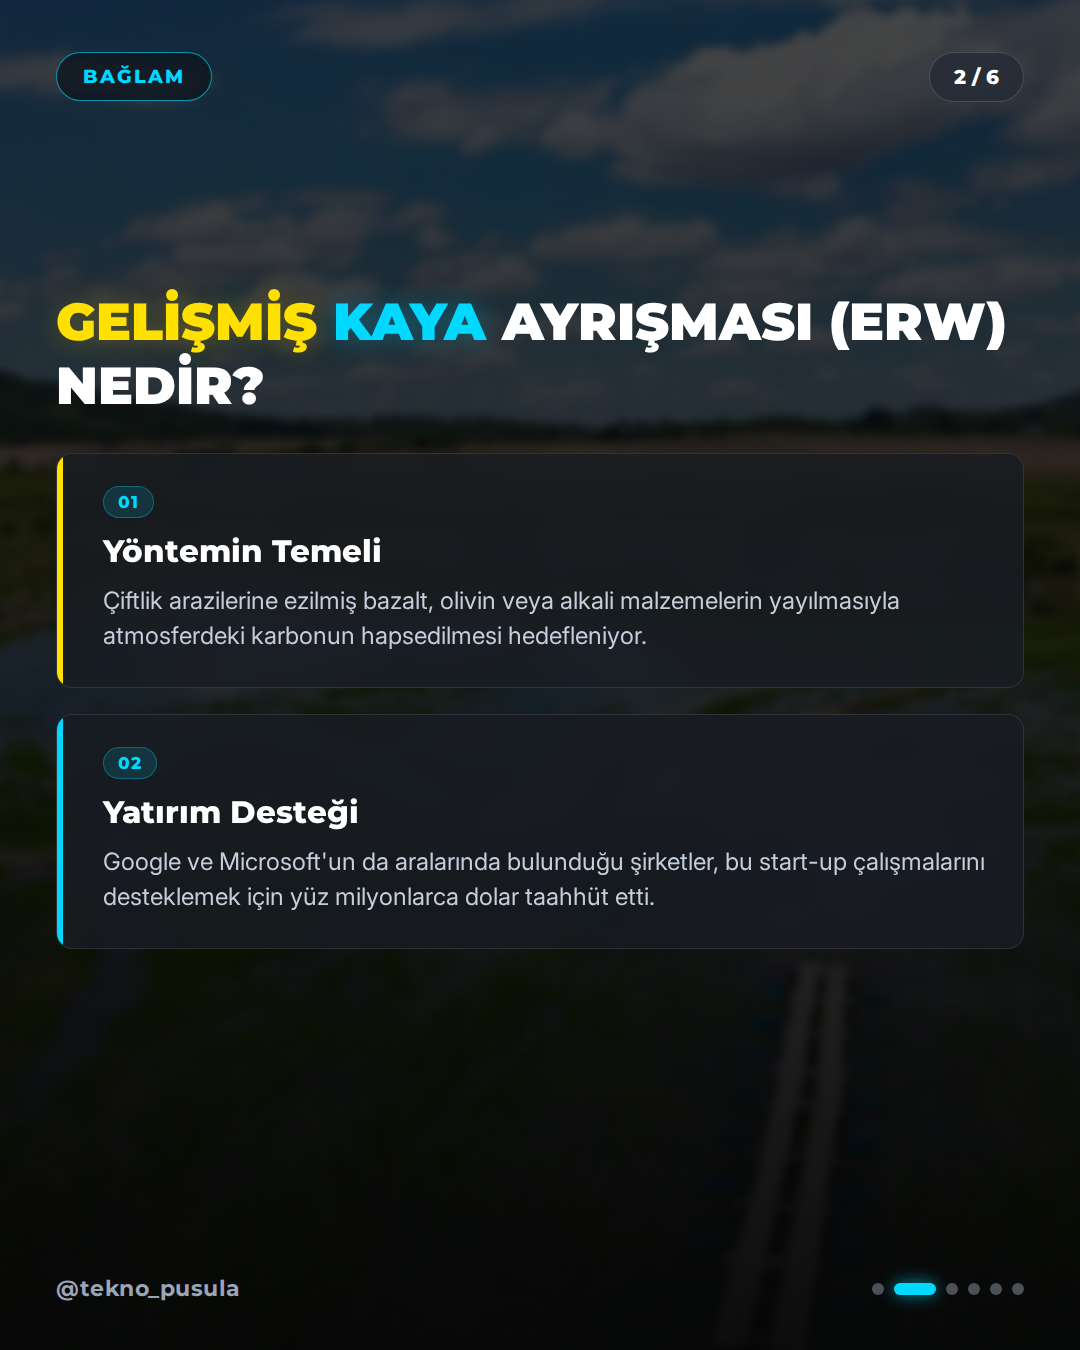 BAĞLAM
2 / 6
GELİŞMİŞ KAYA AYRIŞMASI (ERW)
NEDİR?
01
Yöntemin Temeli
Çiftlik arazilerine ezilmiş bazalt, olivin veya alkali malzemelerin yayılmasıyla
atmosferdeki karbonun hapsedilmesi hedefleniyor.
02
Yatırım Desteği
Google ve Microsoft'un da aralarında bulunduğu şirketler, bu start-up çalışmalarını
desteklemek için yüz milyonlarca dolar taahhüt etti.
@tekno_pusula